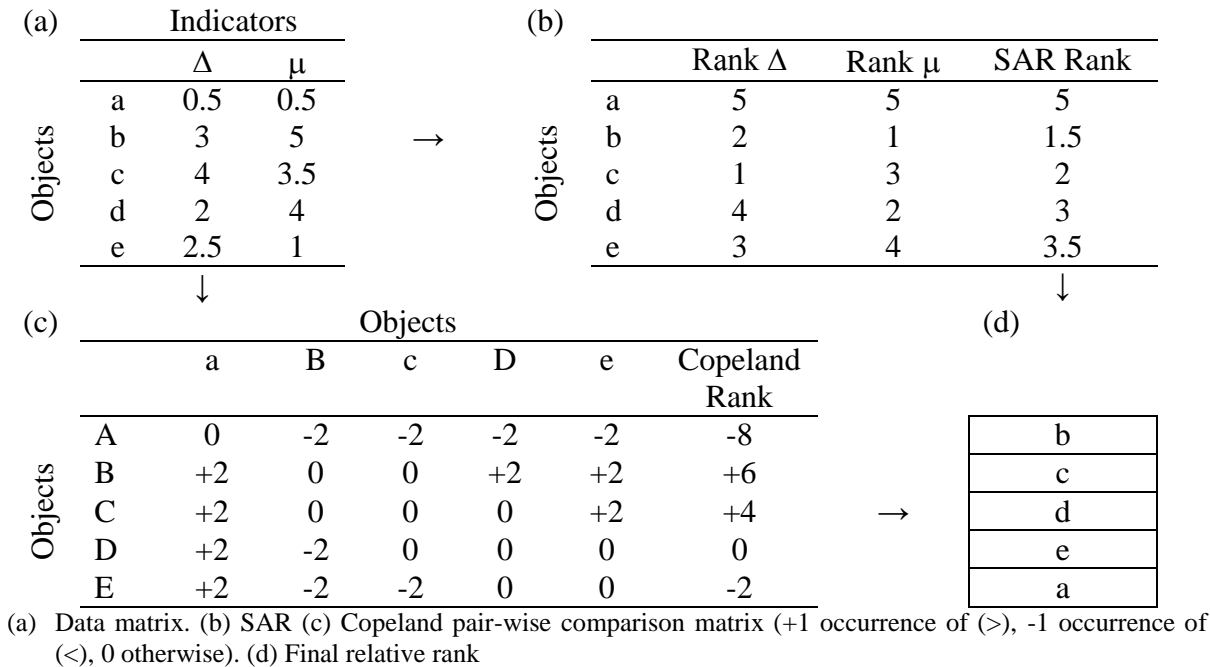 (a) Indicators (b)
Δ μ Rank Δ Rank μ SAR Rank
a 0.5 0.5 a 5 5 5
b 3 5 → b 2 1 1.5
Objects c 4 3.5 Objects c 1 3 2
d 2 4 d 4 2 3
e 2.5 1 e 3 4 3.5
↓ ↓
(c) Objects (d)
a B c D e Copeland
Rank
A 0 -2 -2 -2 -2 -8 b
B +2 0 0 +2 +2 +6 c
Objects C +2 0 0 0 +2 +4 → d
D +2 -2 0 0 0 0 e
E +2 -2 -2 0 0 -2 a
(a) Data matrix. (b) SAR (c) Copeland pair-wise comparison matrix (+1 occurrence of (>), -1 occurrence of
(<), 0 otherwise). (d) Final relative rank